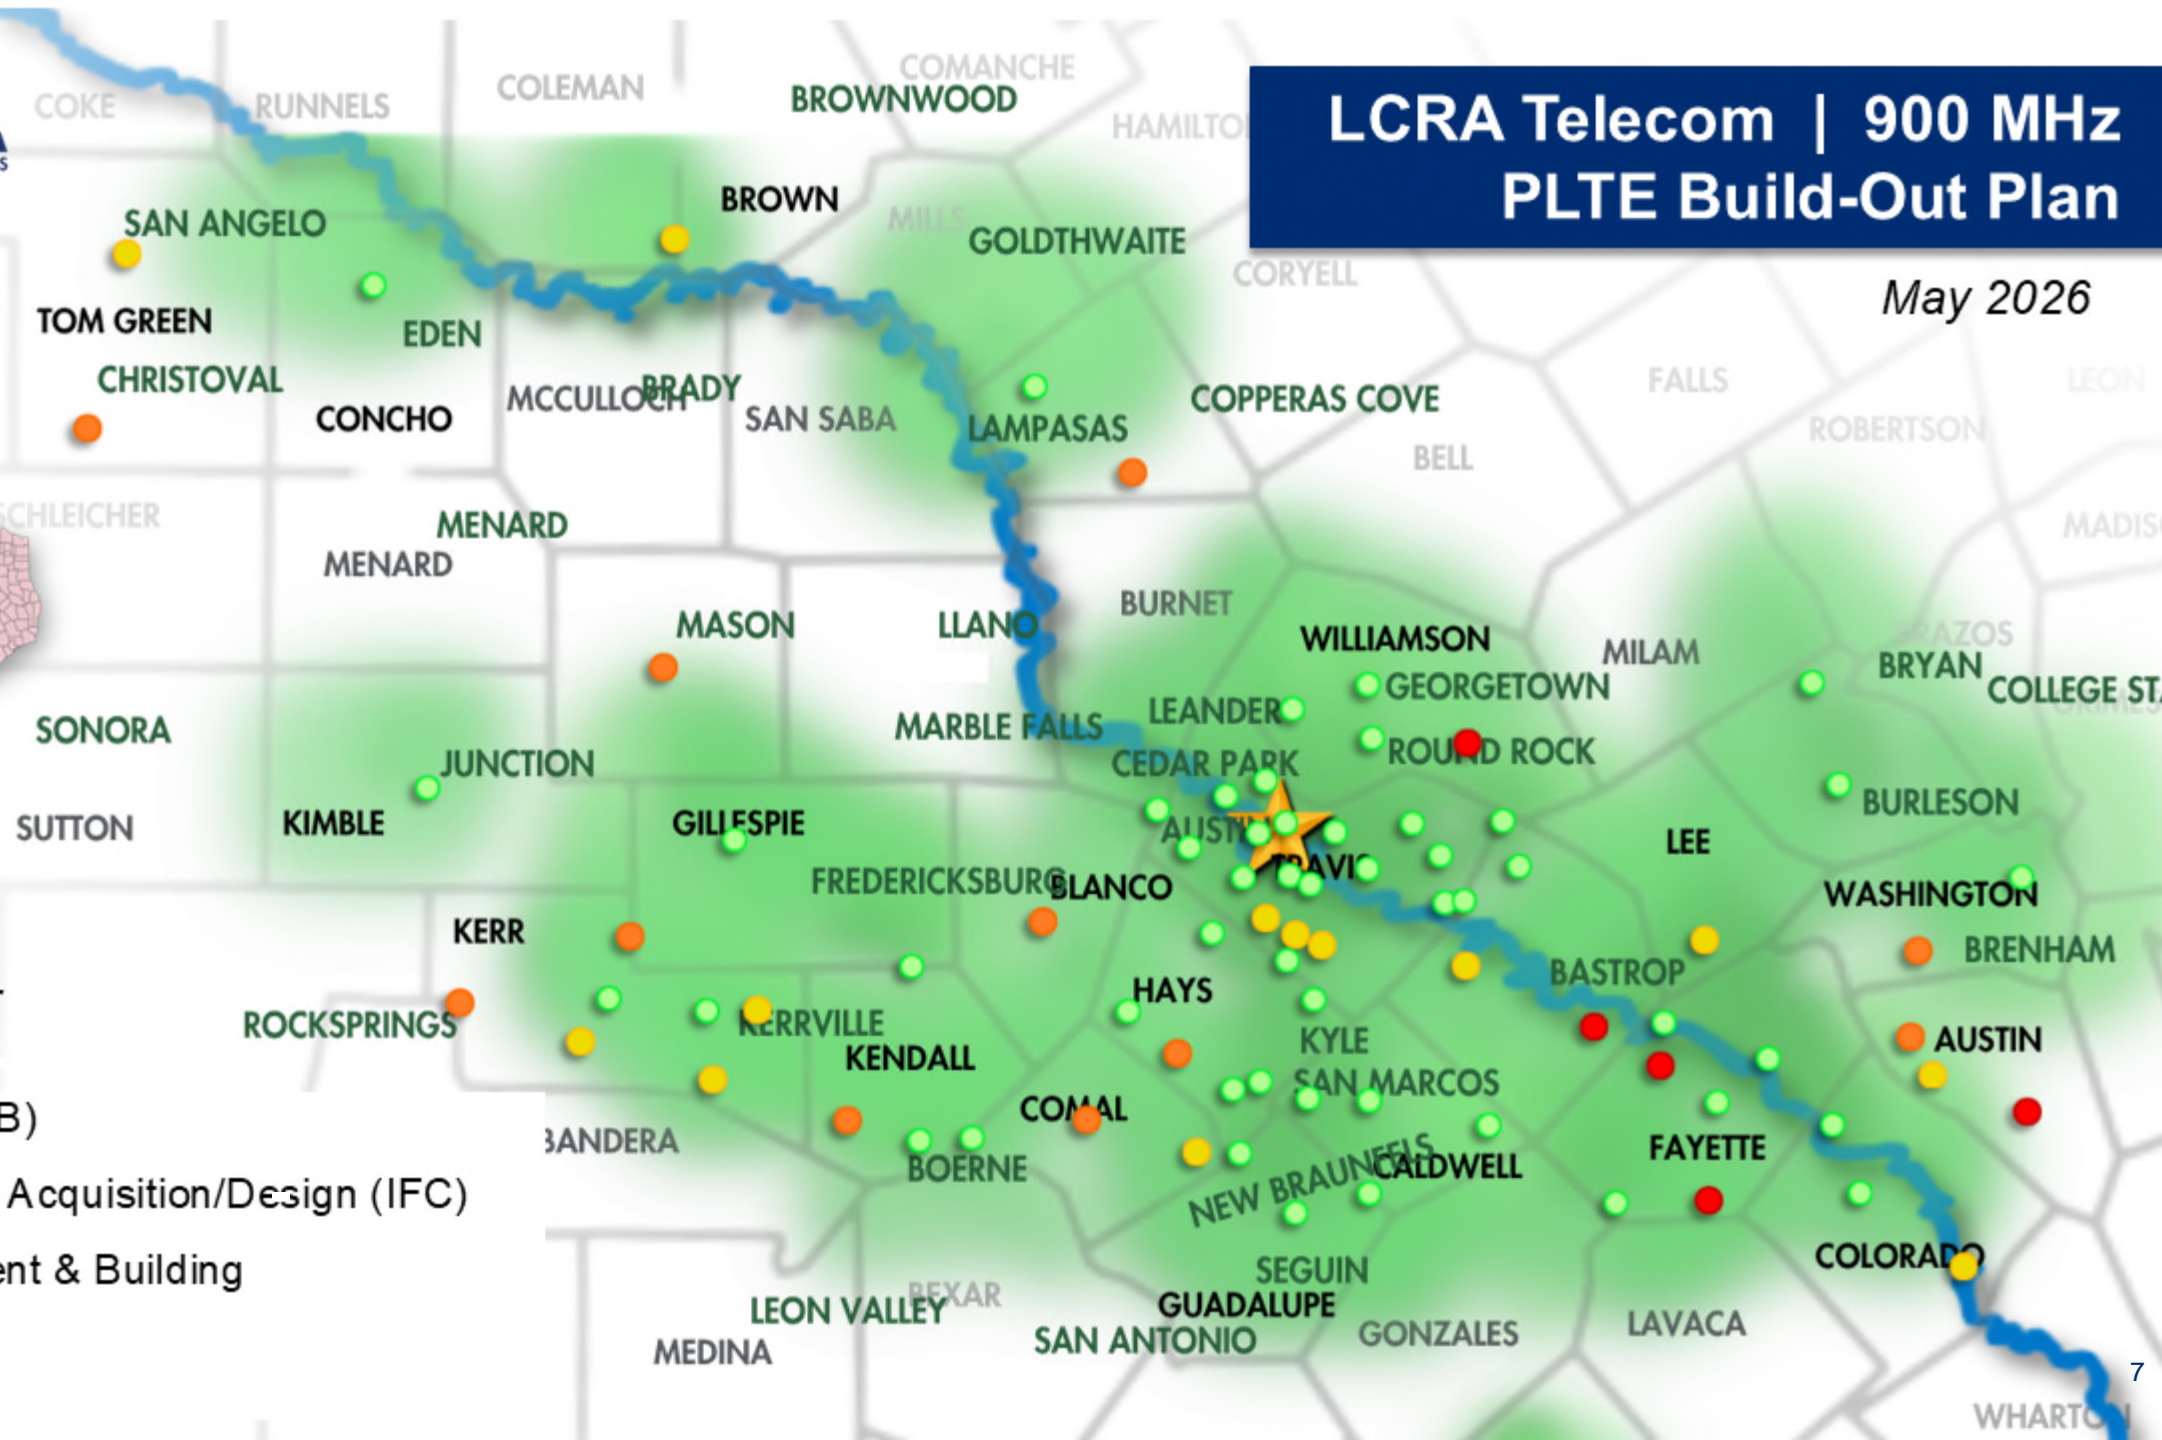 COMANCHE
COKE
RUNNELS
COLEMAN
BROWNWOOD
LCRA Telecom | 900 MHz
PLTE Build-Out Plan
BROWN
SAN ANGELO
MILLS
GOLDTHWAITE
CORYELL
May 2026
TOM GREEN
EDEN
CHRISTOVAL
CONCHO
MCCULLOCH
BRADY
SAN SABA
LAMPASAS
COPPERAS COVE
FALLS
LEON
ROBERTSON
BELL
SCHLEICHER
MENARD
MENARD
BURNET
MASON
LLANO
WILLIAMSON
MILAM
BRAZOS
BRYAN
GEORGETOWN
COLLEGE STA
SONORA
MARBLE FALLS
LEANDER
ROUND ROCK
JUNCTION
CEDAR PARK
BURLESON
SUTTON
KIMBLE
GILLESPIE
AUSTIN
LEE
TRAVIS
FREDERICKSBURG
BLANCO
WASHINGTON
KERR
BRENHAM
BASTROP
HAYS
ROCKSPRINGS
KERRVILLE
KYLE
AUSTIN
KENDALL
SAN MARCOS
COMAL
B)
BANDERA
BOERNE
NEW BRAUNFELS
CALDWELL
FAYETTE
Acquisition/Design (IFC)
ent & Building
SEGUIN
COLORADO
BEXAR
LEON VALLEY
GUADALUPE
SAN ANTONIO
GONZALES
LAVACA
MEDINA
7
WHARTON